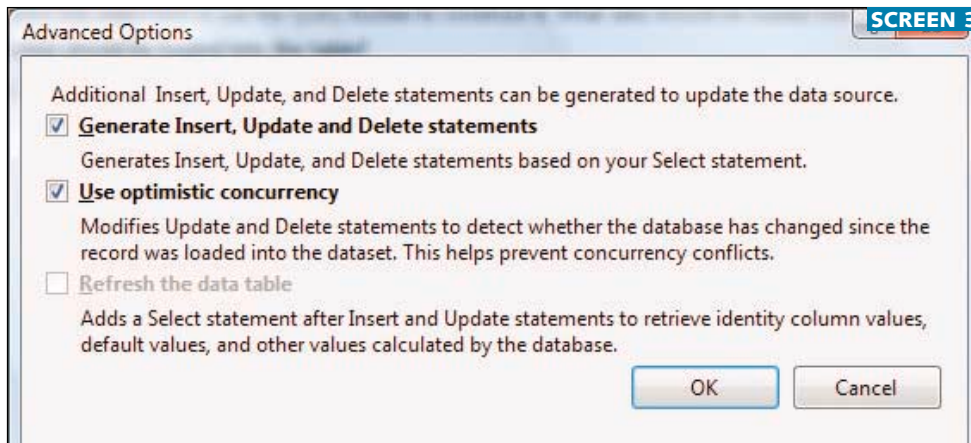 SCREEN 3
Advanced Options
Additional Insert, Update, and Delete statements can be generated to update the data source.
Generate Insert, Update and Delete statements
Generates Insert, Update, and Delete statements based on your Select statement.
Use optimistic concurrency
Modifies Update and Delete statements to detect whether the database has changed since the
record was loaded into the dataset. This helps prevent concurrency conflicts.
Refresh the data table
Adds a Select statement after Insert and Update statements to retrieve identity column values,
default values, and other values calculated by the database.
OK Cancel